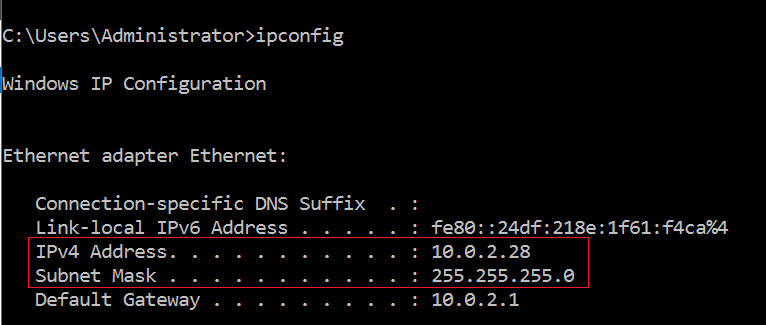 C:\Users\Administrator>ipconfig
Windows IP Configuration
Ethernet adapter Ethernet:
Connection-specific DNS Suffix  . :
Link-local IPv6 Address . . . . . : fe80::24df:218e:1f61:f4ca%4
IPv4 Address. . . . . . . . . . . : 10.0.2.28
Subnet Mask . . . . . . . . . . . : 255.255.255.0
Default Gateway . . . . . . . . . : 10.0.2.1